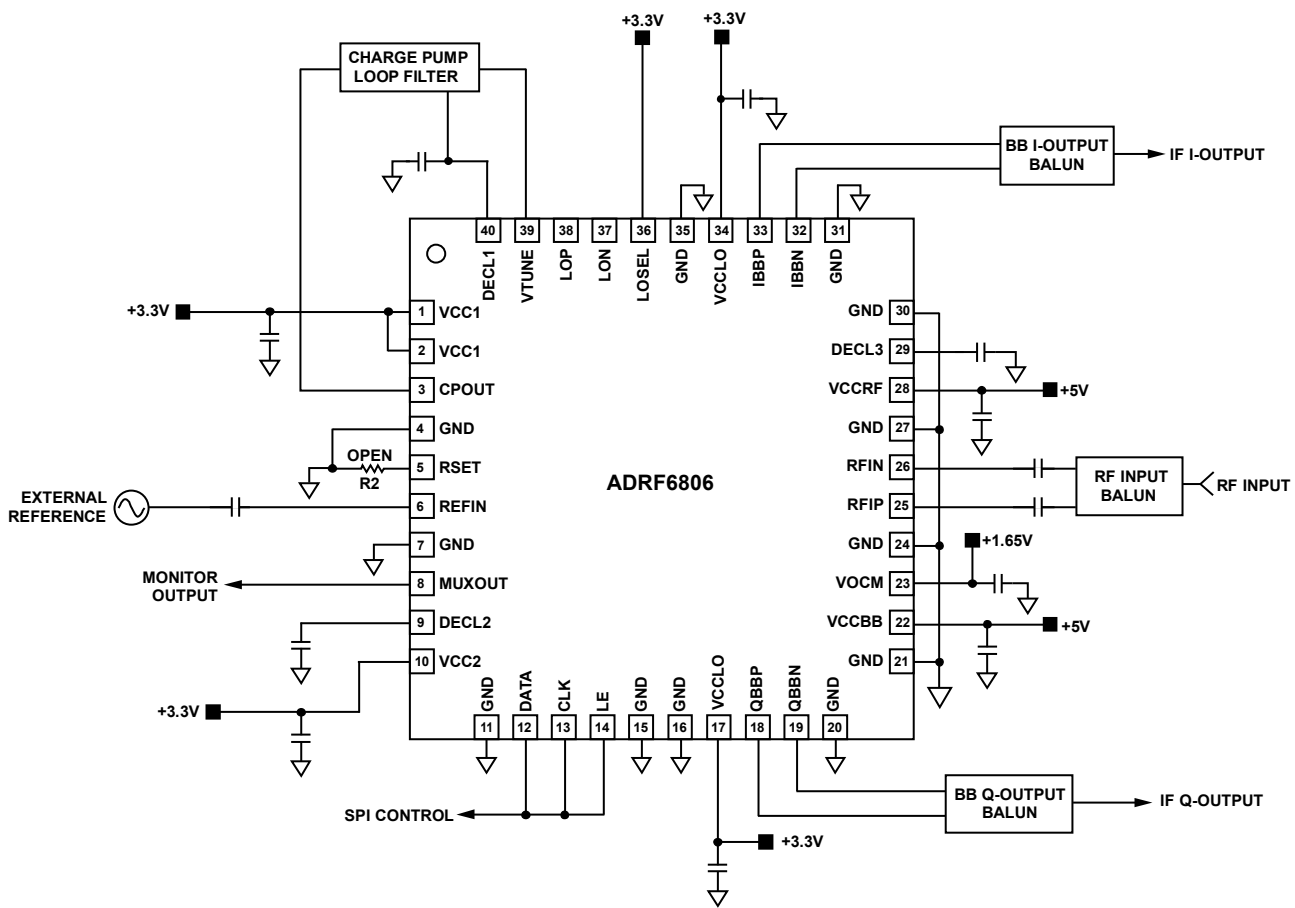 +3.3V
+3.3V
CHARGE PUMP
LOOP FILTER
BB I-OUTPUT
BALUN
IF I-OUTPUT
40
39
38
37
36
35
34
33
32
31
DECL1
VTUNE
LOP
LON
LOSEL
GND
VCCLO
IBBP
IBBN
GND
+3.3V
1
VCC1
2
VCC1
3
CPOUT
4
GND
OPEN
R2
5
RSET
EXTERNAL
REFERENCE
6
REFIN
7
GND
MONITOR
OUTPUT
8
MUXOUT
9
DECL2
10
VCC2
+3.3V
ADRF6806
GND
30
DECL3
29
VCCRF
28
+5V
GND
27
RFIN
26
RF INPUT
BALUN
RF INPUT
RFIP
25
GND
24
+1.65V
VOCM
23
VCCBB
22
+5V
GND
21
GND
DATA
CLK
LE
GND
GND
VCCLO
QBBP
QBBN
GND
11
12
13
14
15
16
17
18
19
20
SPI CONTROL
+3.3V
BB Q-OUTPUT
BALUN
IF Q-OUTPUT